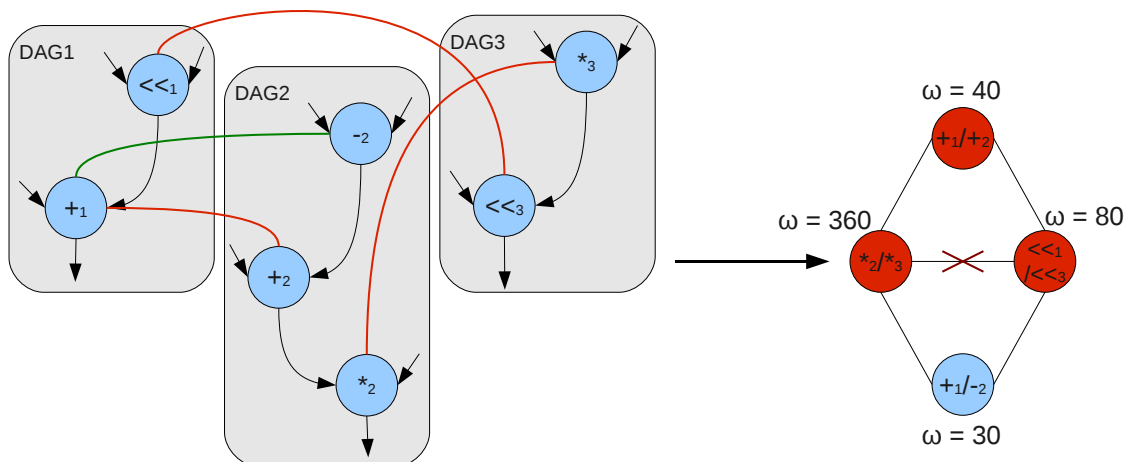 DAG1
<<₁
+₁
DAG2
-₂
+₂
*₂
DAG3
*₃
<<₃
ω = 40
+₁/+₂
ω = 360
*₂/*₃
ω = 80
<<₁
/<<₃
+₁/-₂
ω = 30